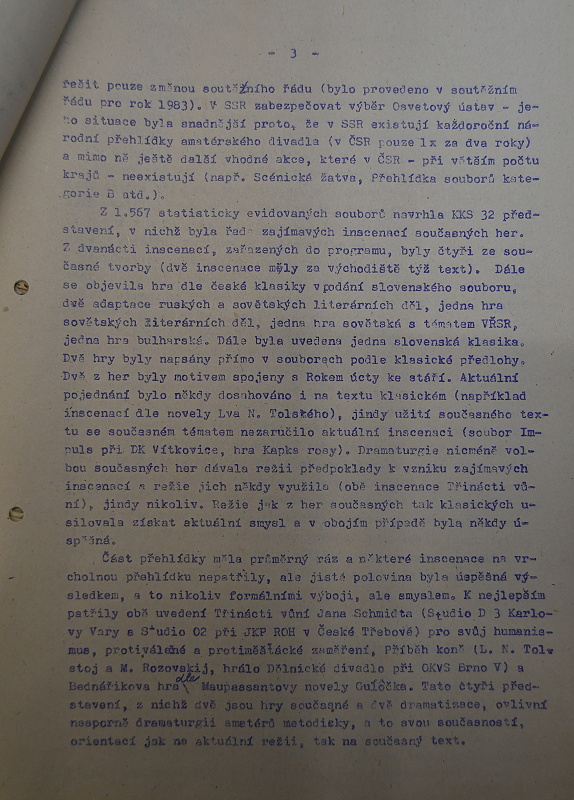 - 3 -
řešit pouze změnou soutěžního řádu (bylo provedeno v soutěžním
řádu pro rok 1983). V SSR zabezpečovat výběr Osvetový ústav - je-
ho situace byla snadnější proto, že v SSR existují každoroční ná-
rodní přehlídky amatérského divadla (v ČSR pouze 1x za dva roky)
a mimo ně ještě další vhodné akce, které v ČSR - při větším počtu
krajů - neexistují (např. Scénická žatva, Přehlídka souborů kate-
gorie B atd.).
Z 1.567 statisticky evidovaných souborů navrhla KKS 32 před-
stavení, v nichž byla řada zajímavých inscenací současných her.
Z dvanácti inscenací, zařazených do programu, byly čtyři ze sou-
časné tvorby (dvě inscenace měly za východiště týž text). Dále
se objevila hra dle české klasiky vpodání slovenského souboru,
dvě adaptace ruských a sovětských literárních děl, jedna hra
sovětských literárních děl, jedna hra sovětská s tématem VŘSR,
jedna hra bulharská. Dále byla uvedena jedna slovenská klasika.
Dvě hry byly napsány přímo v souborech podle klasické předlohy.
Dvě z her byly motivem spojeny s Rokem úcty ke stáří. Aktuální
pojednání bylo někdy dosahováno i na textu klasickém (například
inscenací dle novely Lva N. Tolstého), jindy užití současného tex-
tu se současném tématem nezaručilo aktuální inscenaci (soubor Im-
puls při DK Vítkovice, hra Kapka rosy). Dramaturgie nicméně vol-
bou současných her dávala režii předpoklady k vzniku zajímavých
inscenací a režie jich někdy využila (obě inscenace Třinácti vů-
ní), jindy nikoliv. Režie jak z her současných tak klasických u-
silovala získat aktuální smysl a v obojím případě byla někdy ú-
spěšná.
Část přehlídky měla průměrný ráz a některé inscenace na vr-
cholnou přehlídku nepatřily, ale jistá polovina byla úspěšná vý-
sledkem, a to nikoliv formálními výboji, ale smyslem. K nejlepším
patřily obě uvedení Třinácti vůní Jana Schmidta (Studio D 3 Karlo-
vy Vary a Studio 02 při JKP ROH v České Třebové) pro svůj humanis-
mus, protiválečné a protiměšťácké zaměření, Příběh koně (L. N. Tol-
stoj a M. Rozovskij, hrálo Dělnické divadlo při OKVS Brno V) a
Bednářikova hra dle Maupassantovy novely Gulôčka. Tato čtyři před-
stavení, z nichž dvě jsou hry současné a dvě dramatizace, ovlivní
nesporně dramaturgii amatérů metodicky, a to svou současností,
orientací jak na aktuální režii, tak na současný text.